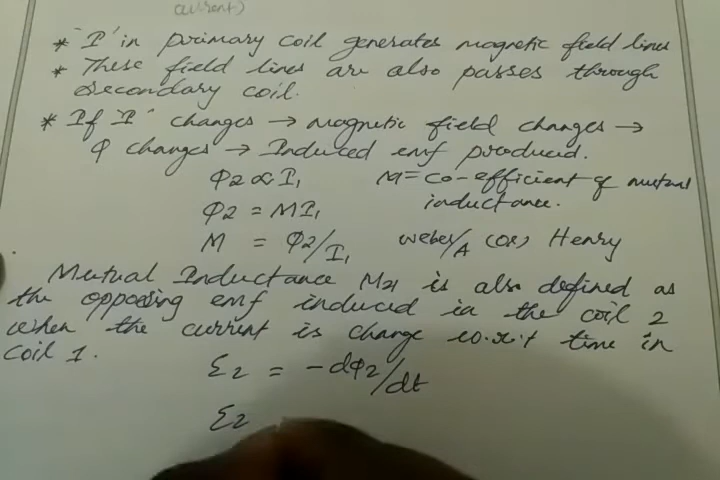 current)
* "I" in primary coil generates magnetic field lines
* These field lines are also passes through
secondary coil.
* If "I" changes → magnetic field changes →
φ changes → Induced emf produced.
φ2 ∝ I1 M = co-efficient of mutual
inductance.
φ2 = MI1
M = φ2/I1 weber/A (or) Henry
Mutual Inductance M21 is also defined as
the opposing emf induced in the coil 2
when the current is change w.r.t time in
coil 1.
Σ2 = -dφ2/dt
Σ2